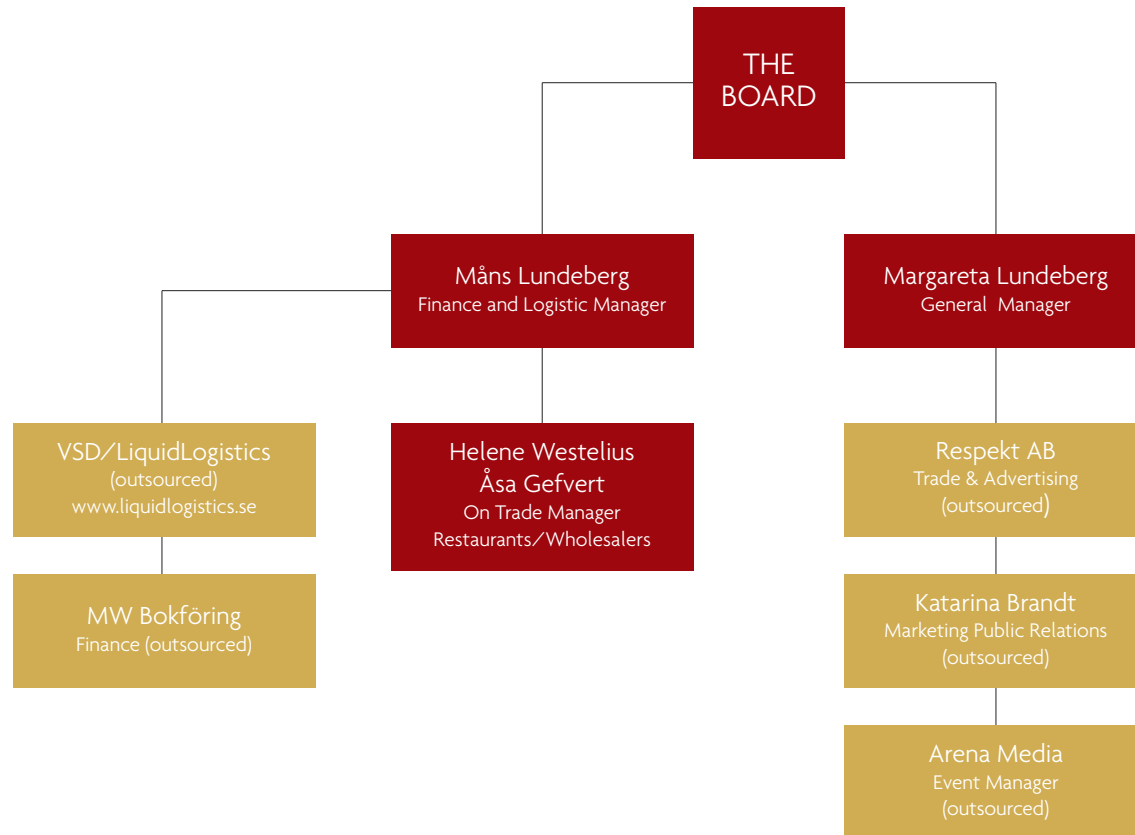 THE
BOARD
Måns Lundeberg
Finance and Logistic Manager
Margareta Lundeberg
General Manager
VSD/LiquidLogistics
(outsourced)
www.liquidlogistics.se
Helene Westelius
Åsa Gefvert
On Trade Manager
Restaurants/Wholesalers
Respekt AB
Trade & Advertising
(outsourced)
MW Bokföring
Finance (outsourced)
Katarina Brandt
Marketing Public Relations
(outsourced)
Arena Media
Event Manager
(outsourced)